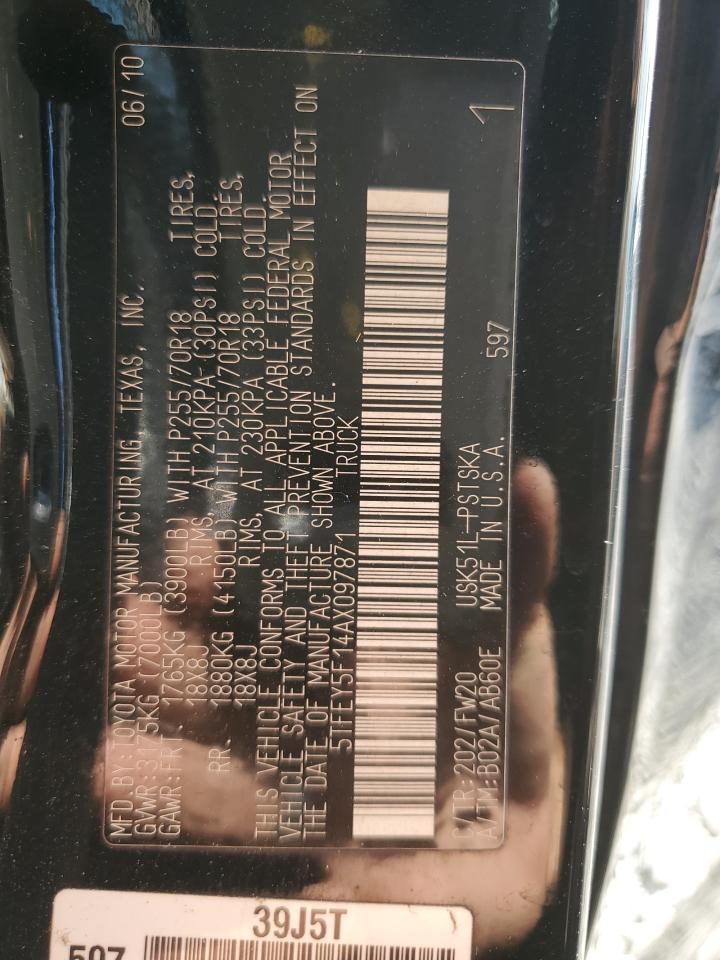 MFD BY:TOYOTA MOTOR MANUFACTURING, TEXAS, INC. 06/10
GVWR:3175KG (7000LB)
GAWR:FRT 1765KG (3900LB) WITH P255/70R18 TIRES,
18X8J RIMS, AT 210KPA (30PSI) COLD.
RR. 1880KG (4150LB) WITH P255/70R18 TIRES,
18X8J RIMS, AT 230KPA (33PSI) COLD.
THIS VEHICLE CONFORMS TO ALL APPLICABLE FEDERAL MOTOR
VEHICLE SAFETY AND THEFT PREVENTION STANDARDS IN EFFECT ON
THE DATE OF MANUFACTURE SHOWN ABOVE.
5TFEY5F14AX097871 TRUCK
C/TR:202/FW20 USK51L-PSTSKA
A/TM:B02A/AB60E MADE IN U.S.A. 597 1
39J5T
597